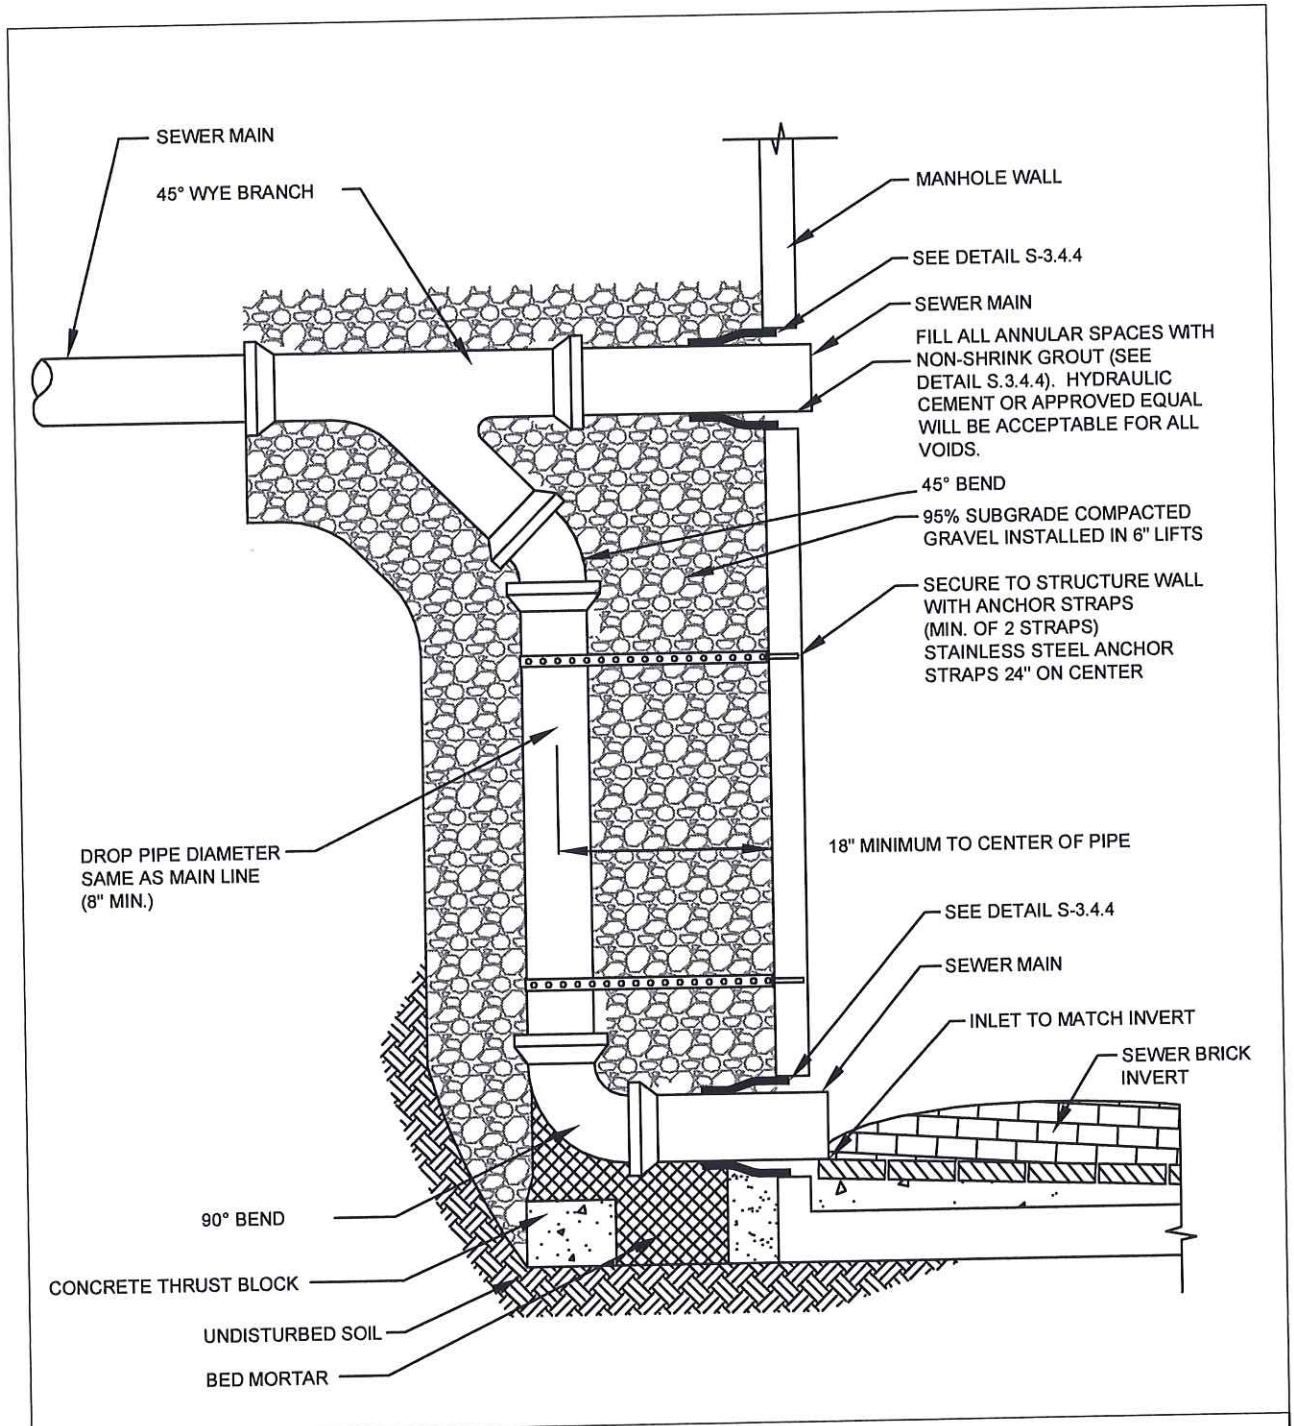 SEWER MAIN
45° WYE BRANCH
MANHOLE WALL
SEE DETAIL S-3.4.4
SEWER MAIN
FILL ALL ANNULAR SPACES WITH
NON-SHRINK GROUT (SEE
DETAIL S.3.4.4). HYDRAULIC
CEMENT OR APPROVED EQUAL
WILL BE ACCEPTABLE FOR ALL
VOIDS.
45° BEND
95% SUBGRADE COMPACTED
GRAVEL INSTALLED IN 6" LIFTS
SECURE TO STRUCTURE WALL
WITH ANCHOR STRAPS
(MIN. OF 2 STRAPS)
STAINLESS STEEL ANCHOR
STRAPS 24" ON CENTER
DROP PIPE DIAMETER
SAME AS MAIN LINE
(8" MIN.)
18" MINIMUM TO CENTER OF PIPE
SEE DETAIL S-3.4.4
SEWER MAIN
INLET TO MATCH INVERT
SEWER BRICK
INVERT
90° BEND
CONCRETE THRUST BLOCK
UNDISTURBED SOIL
BED MORTAR